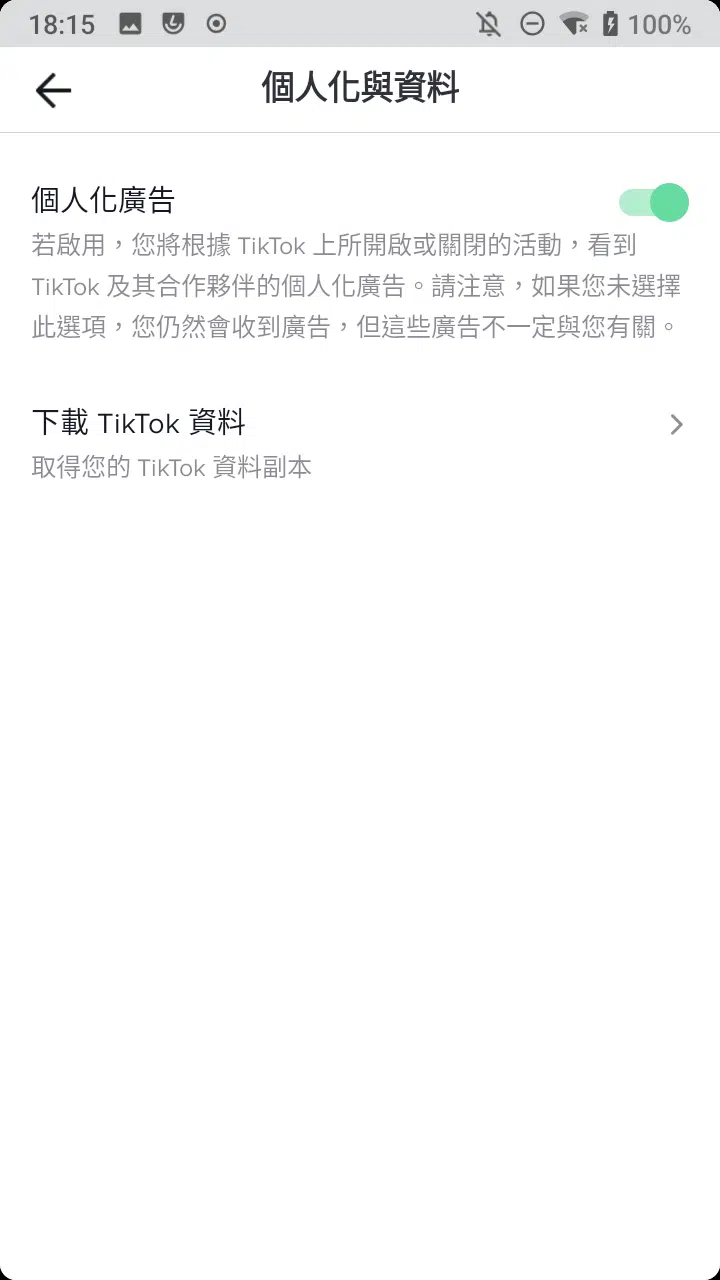 18:15
100%
個人化與資料
個人化廣告
若啟用，您將根據 TikTok 上所開啟或關閉的活動，看到
TikTok 及其合作夥伴的個人化廣告。請注意，如果您未選擇
此選項，您仍然會收到廣告，但這些廣告不一定與您有關。
下載 TikTok 資料
取得您的 TikTok 資料副本